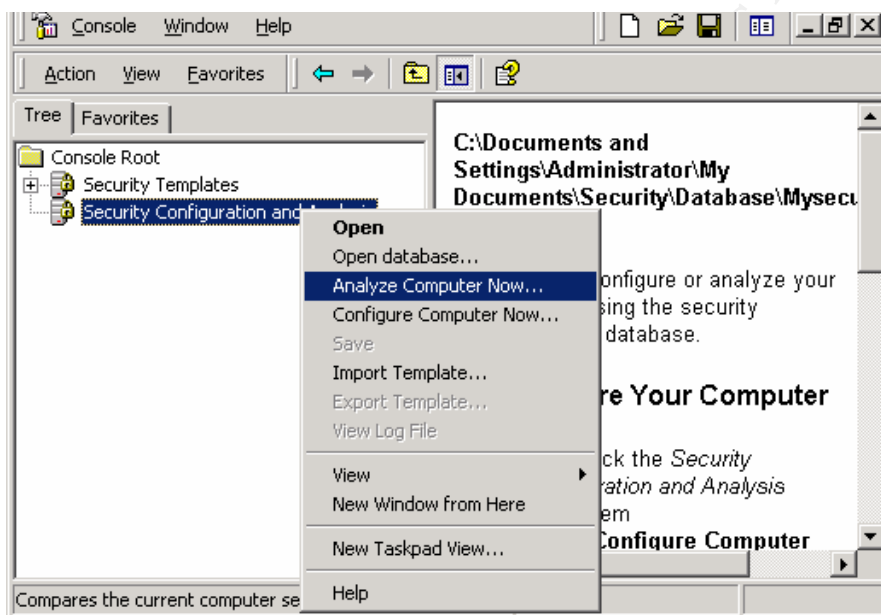 Console Window Help
Action View Favorites
Tree Favorites
Console Root
Security Templates
Security Configuration and
Open
Open database...
Analyze Computer Now...
Configure Computer Now...
Save
Import Template...
Export Template...
View Log File
View
New Window from Here
New Taskpad View...
Help
C:\Documents and
Settings\Administrator\My
Documents\Security\Database\Mysecu
onfigure or analyze your
sing the security
database.
re Your Computer
ck the Security
ration and Analysis
em
Configure Computer
Compares the current computer se